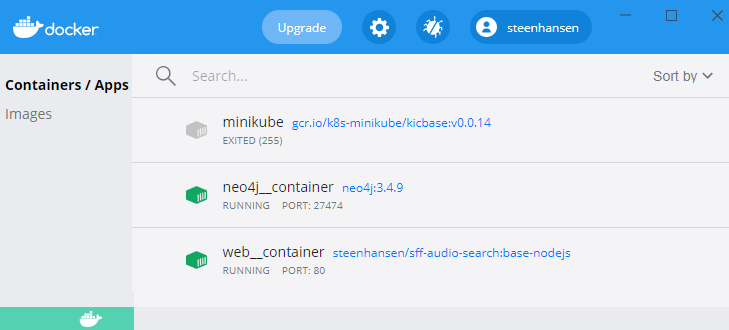 docker
Upgrade
steenhansen
Containers / Apps
Images
Search...
Sort by
minikube gcr.io/k8s-minikube/kicbase:v0.0.14
EXITED (255)
neo4j__container neo4j:3.4.9
RUNNING PORT: 27474
web__container steenhansen/sff-audio-search:base-nodejs
RUNNING PORT: 80